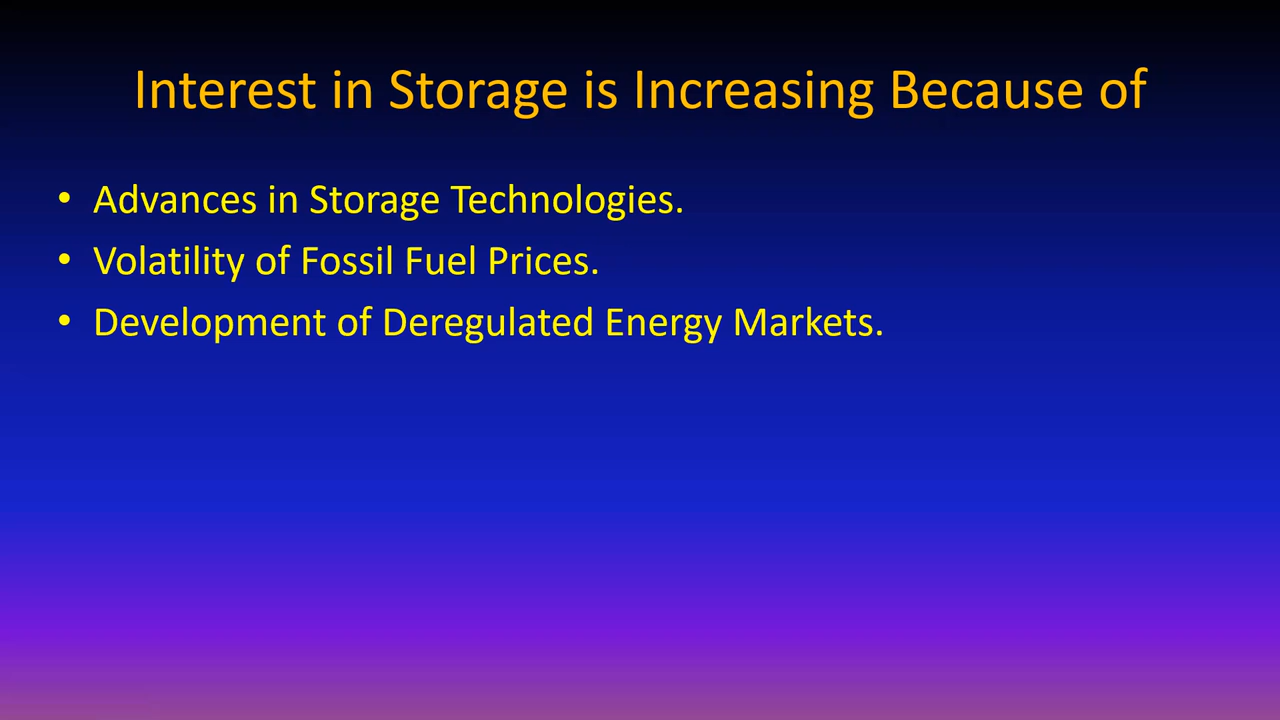 Interest in Storage is Increasing Because of
• Advances in Storage Technologies.
• Volatility of Fossil Fuel Prices.
• Development of Deregulated Energy Markets.